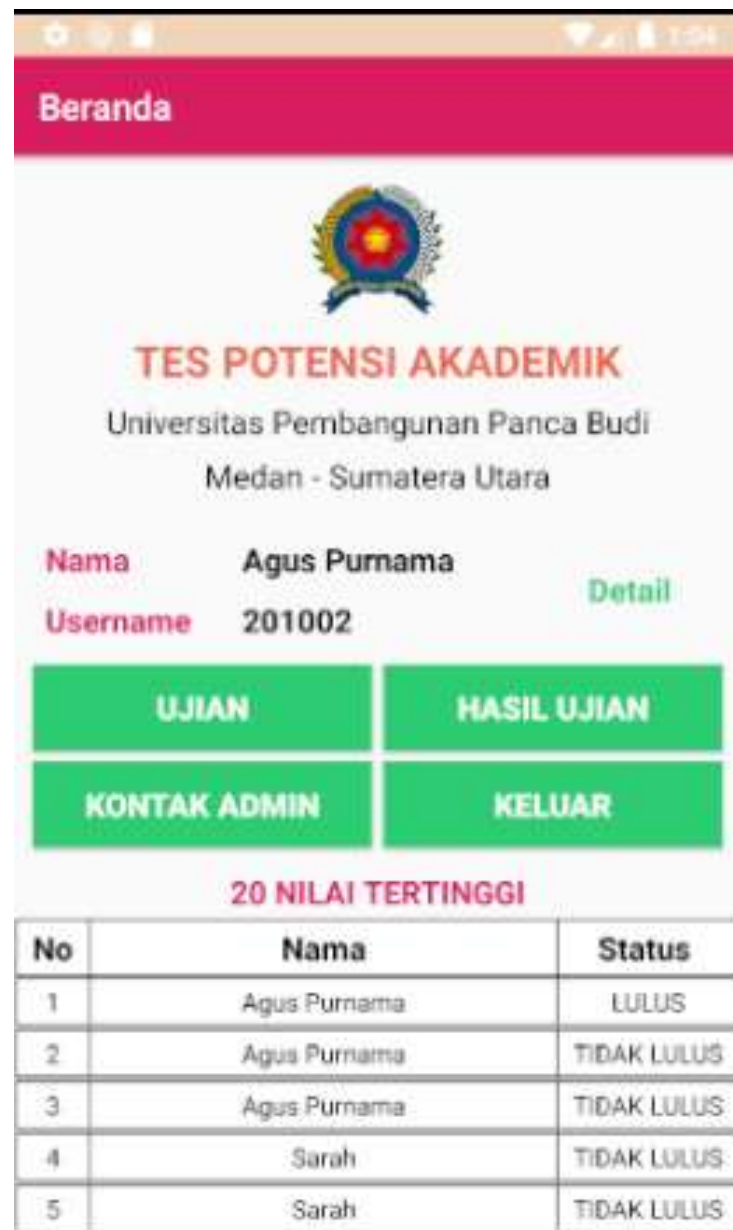 1:04
Beranda
TES POTENSI AKADEMIK
Universitas Pembangunan Panca Budi
Medan - Sumatera Utara
Nama Agus Purnama
Detail
Username 201002
UJIAN HASIL UJIAN
KONTAK ADMIN KELUAR
20 NILAI TERTINGGI
No Nama Status
1 Agus Purnama LULUS
2 Agus Purnama TIDAK LULUS
3 Agus Purnama TIDAK LULUS
4 Sarah TIDAK LULUS
5 Sarah TIDAK LULUS